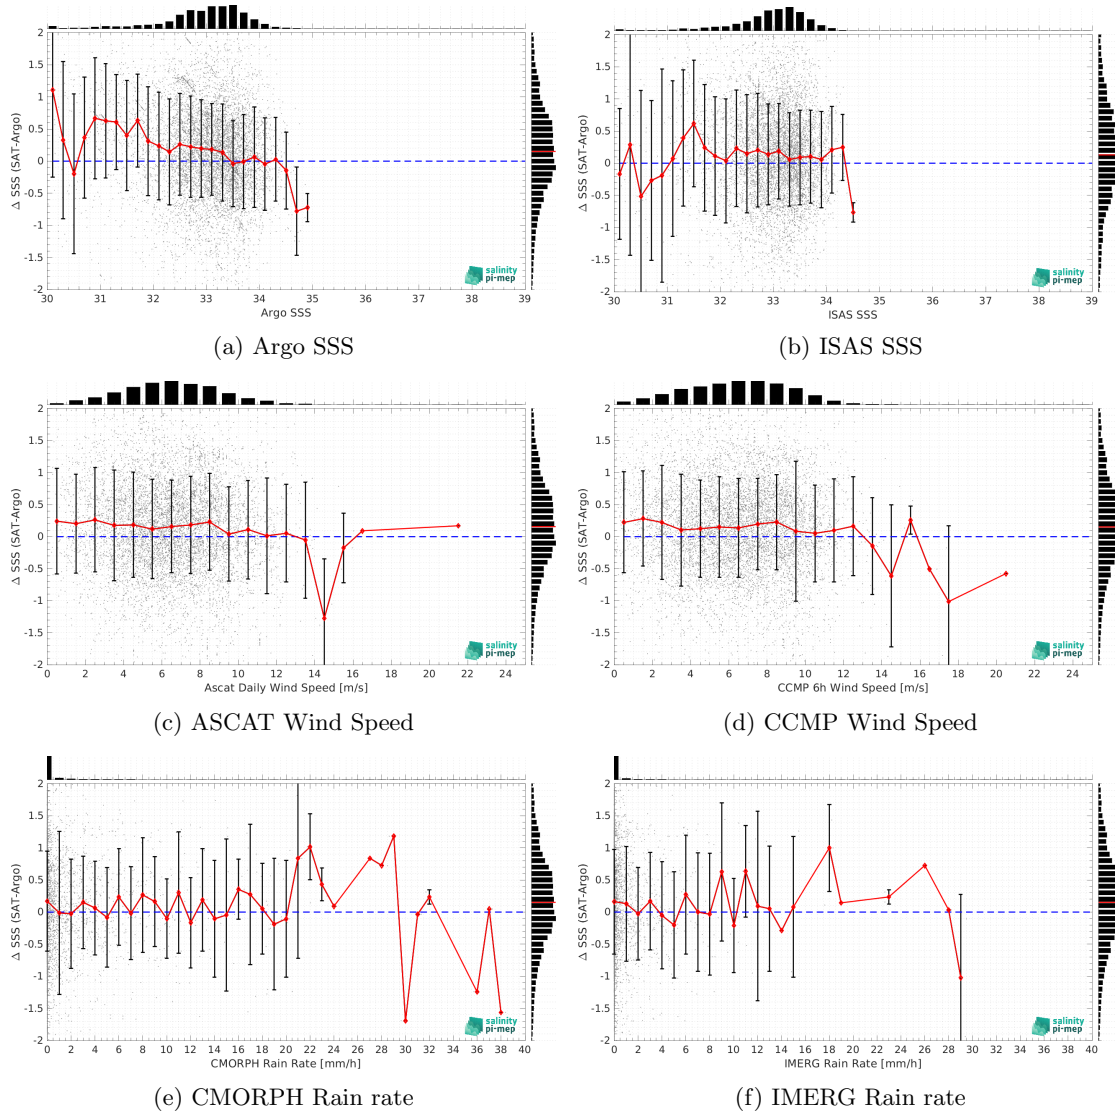 2
1.5
1
0.5
0
-0.5
-1
-1.5
-2
Δ SSS (SAT-Argo)
30 31 32 33 34 35 36 37 38 39
Argo SSS
salinity
pi-mep
(a) Argo SSS
2
1.5
1
0.5
0
-0.5
-1
-1.5
-2
Δ SSS (SAT-Argo)
30 31 32 33 34 35 36 37 38 39
ISAS SSS
salinity
pi-mep
(b) ISAS SSS
2
1.5
1
0.5
0
-0.5
-1
-1.5
-2
Δ SSS (SAT-Argo)
0 2 4 6 8 10 12 14 16 18 20 22 24
Ascat Daily Wind Speed [m/s]
salinity
pi-mep
(c) ASCAT Wind Speed
2
1.5
1
0.5
0
-0.5
-1
-1.5
-2
Δ SSS (SAT-Argo)
0 2 4 6 8 10 12 14 16 18 20 22 24
CCMP 6h Wind Speed [m/s]
salinity
pi-mep
(d) CCMP Wind Speed
2
1.5
1
0.5
0
-0.5
-1
-1.5
-2
Δ SSS (SAT-Argo)
0 2 4 6 8 10 12 14 16 18 20 22 24 26 28 30 32 34 36 38 40
CMORPH Rain Rate [mm/h]
salinity
pi-mep
(e) CMORPH Rain rate
2
1.5
1
0.5
0
-0.5
-1
-1.5
-2
Δ SSS (SAT-Argo)
0 2 4 6 8 10 12 14 16 18 20 22 24 26 28 30 32 34 36 38 40
IMERG Rain Rate [mm/h]
salinity
pi-mep
(f) IMERG Rain rate